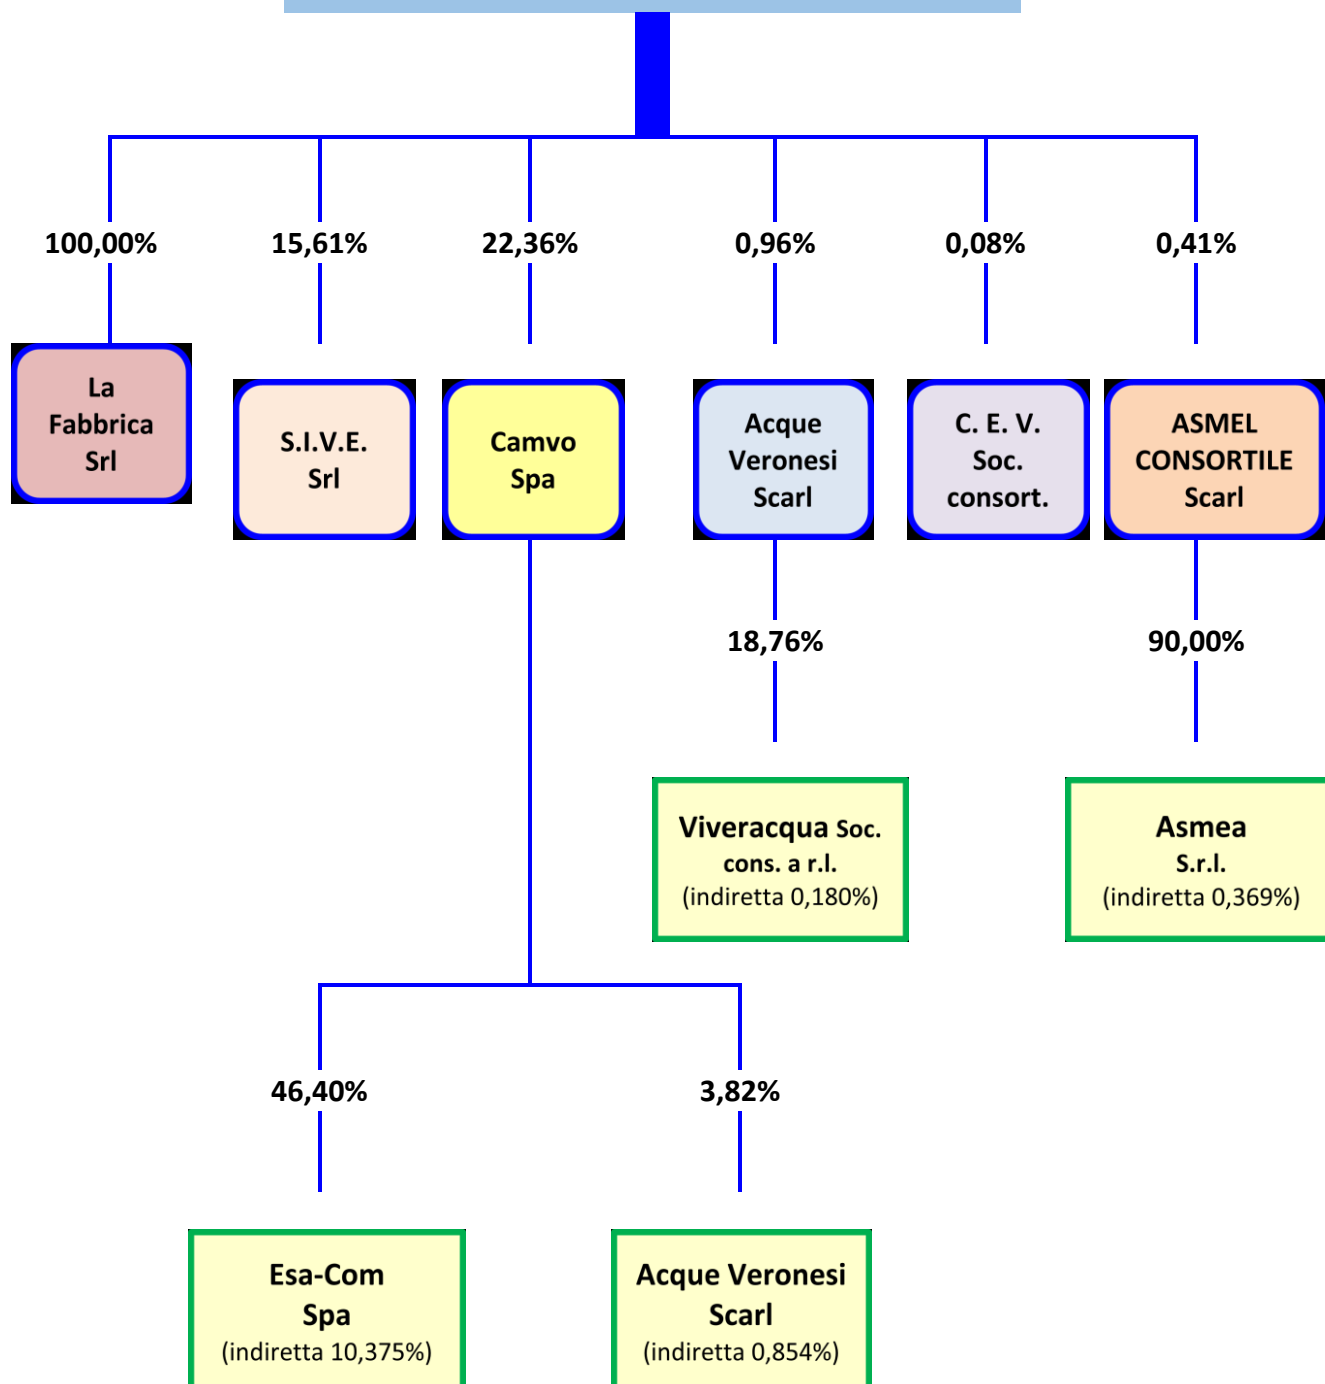 100,00%
15,61%
22,36%
0,96%
0,08%
0,41%
La
Fabbrica
Srl
S.I.V.E.
Srl
Camvo
Spa
Acque
Veronesi
Scarl
C. E. V.
Soc.
consort.
ASMEL
CONSORTILE
Scarl
18,76%
90,00%
Viveracqua Soc.
cons. a r.l.
(indiretta 0,180%)
Asmea
S.r.l.
(indiretta 0,369%)
46,40%
3,82%
Esa-Com
Spa
(indiretta 10,375%)
Acque Veronesi
Scarl
(indiretta 0,854%)